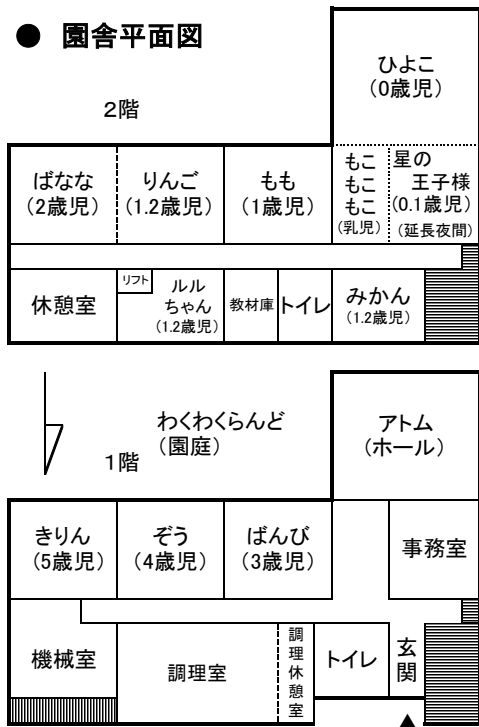 ● 園舎平面図
ひよこ
（0歳児）
2階
ばなな
（2歳児）
りんご
（1.2歳児）
もも
（1歳児）
もこ
もこ
もこ
（乳児）
星の
王子様
（0.1歳児）
（延長夜間）
休憩室
リフト
ルル
ちゃん
（1.2歳児）
教材庫
トイレ
みかん
（1.2歳児）
わくわくらんど
（園庭）
1階
アトム
（ホール）
きりん
（5歳児）
ぞう
（4歳児）
ばんび
（3歳児）
事務室
機械室
調理室
調理休憩室
トイレ
玄関